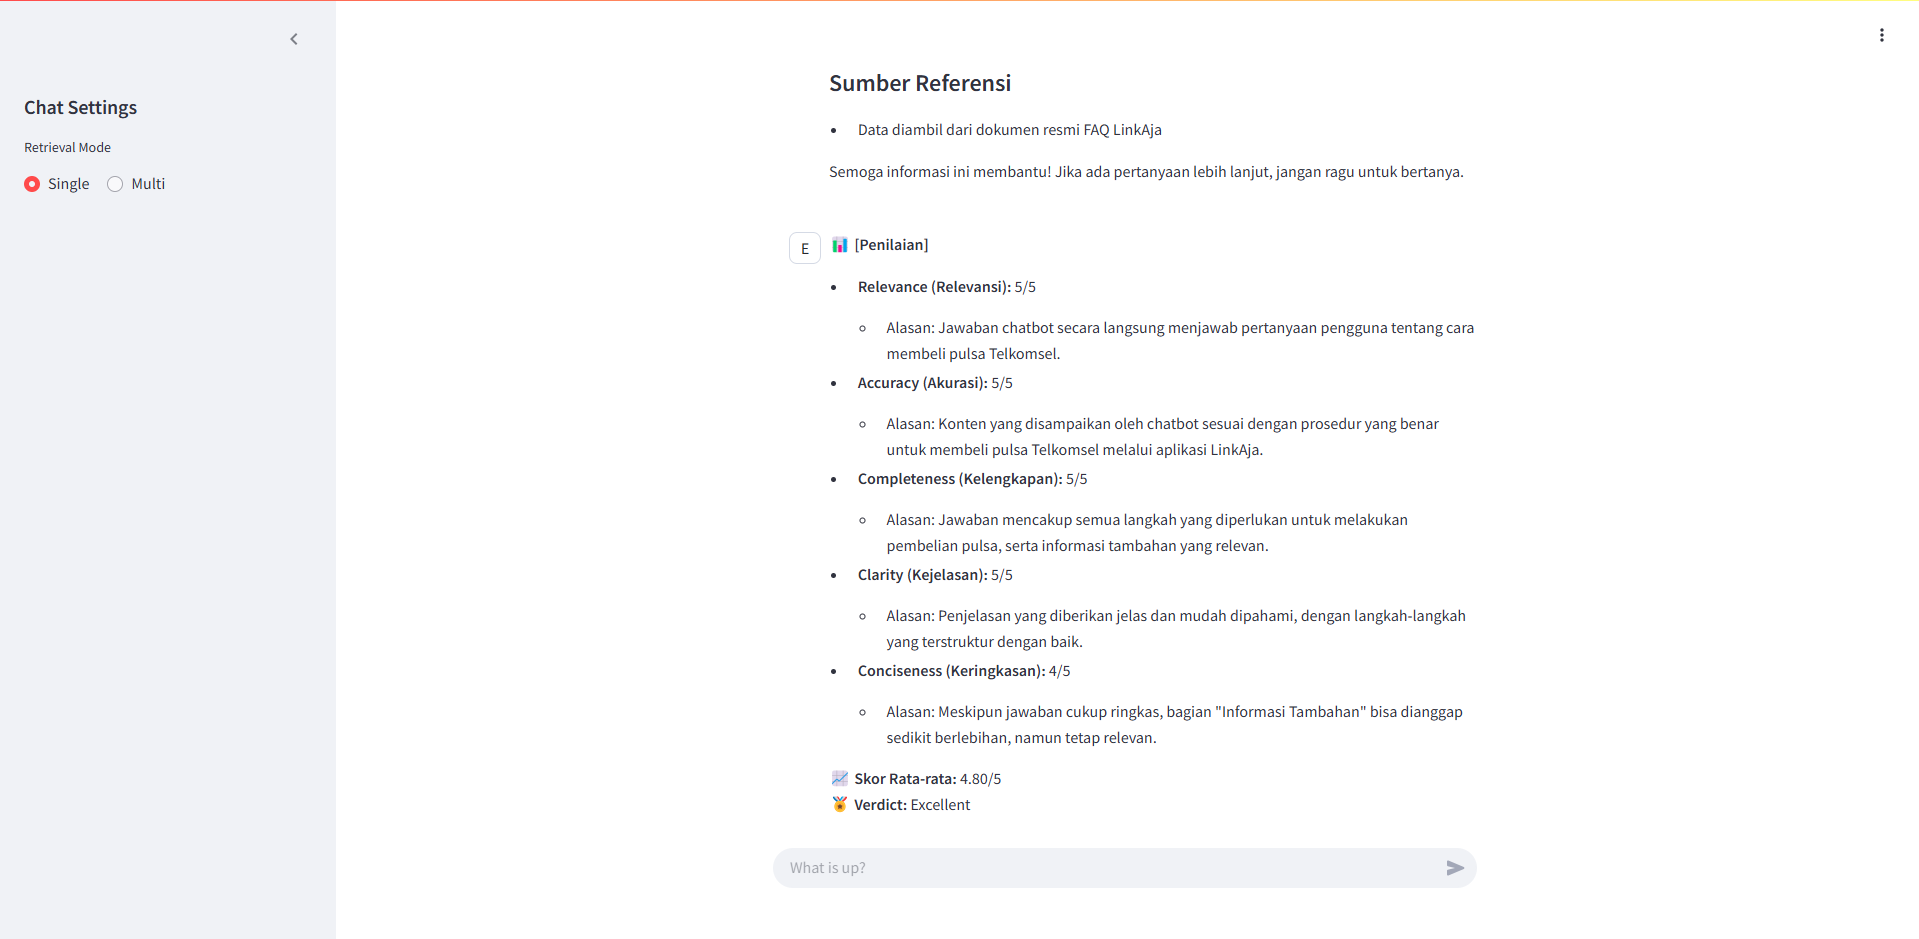 Chat Settings
Retrieval Mode
Single
Multi
Sumber Referensi
Data diambil dari dokumen resmi FAQ LinkAja
Semoga informasi ini membantu! Jika ada pertanyaan lebih lanjut, jangan ragu untuk bertanya.
E
[Penilaian]
Relevance (Relevansi): 5/5
Alasan: Jawaban chatbot secara langsung menjawab pertanyaan pengguna tentang cara
membeli pulsa Telkomsel.
Accuracy (Akurasi): 5/5
Alasan: Konten yang disampaikan oleh chatbot sesuai dengan prosedur yang benar
untuk membeli pulsa Telkomsel melalui aplikasi LinkAja.
Completeness (Kelengkapan): 5/5
Alasan: Jawaban mencakup semua langkah yang diperlukan untuk melakukan
pembelian pulsa, serta informasi tambahan yang relevan.
Clarity (Kejelasan): 5/5
Alasan: Penjelasan yang diberikan jelas dan mudah dipahami, dengan langkah-langkah
yang terstruktur dengan baik.
Conciseness (Keringkasan): 4/5
Alasan: Meskipun jawaban cukup ringkas, bagian "Informasi Tambahan" bisa dianggap
sedikit berlebihan, namun tetap relevan.
Skor Rata-rata: 4.80/5
Verdict: Excellent
What is up?